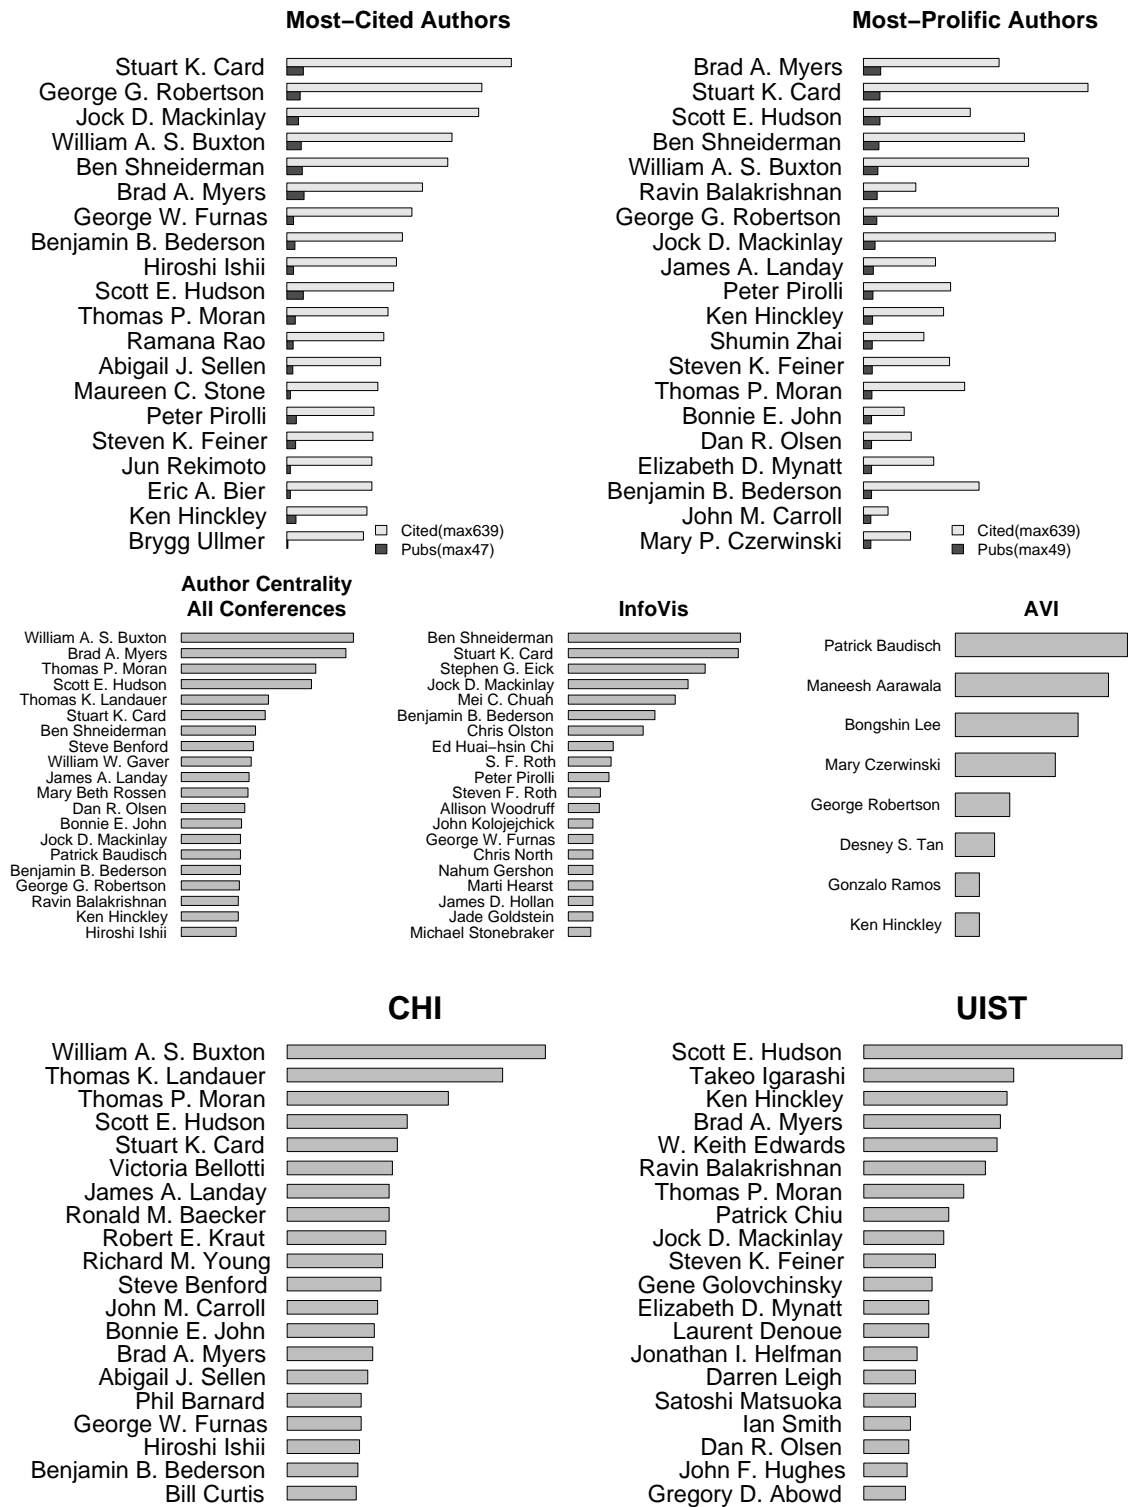 Most–Cited Authors
Stuart K. Card
George G. Robertson
Jock D. Mackinlay
William A. S. Buxton
Ben Shneiderman
Brad A. Myers
George W. Furnas
Benjamin B. Bederson
Hiroshi Ishii
Scott E. Hudson
Thomas P. Moran
Ramana Rao
Abigail J. Sellen
Maureen C. Stone
Peter Pirolli
Steven K. Feiner
Jun Rekimoto
Eric A. Bier
Ken Hinckley
Brygg Ullmer
Cited(max639)
Pubs(max47)
Most–Prolific Authors
Brad A. Myers
Stuart K. Card
Scott E. Hudson
Ben Shneiderman
William A. S. Buxton
Ravin Balakrishnan
George G. Robertson
Jock D. Mackinlay
James A. Landay
Peter Pirolli
Ken Hinckley
Shumin Zhai
Steven K. Feiner
Thomas P. Moran
Bonnie E. John
Dan R. Olsen
Elizabeth D. Mynatt
Benjamin B. Bederson
John M. Carroll
Mary P. Czerwinski
Cited(max639)
Pubs(max49)
Author Centrality
All Conferences
William A. S. Buxton
Brad A. Myers
Thomas P. Moran
Scott E. Hudson
Thomas K. Landauer
Stuart K. Card
Ben Shneiderman
Steve Benford
William W. Gaver
James A. Landay
Mary Beth Rossen
Dan R. Olsen
Bonnie E. John
Jock D. Mackinlay
Patrick Baudisch
Benjamin B. Bederson
George G. Robertson
Ravin Balakrishnan
Ken Hinckley
Hiroshi Ishii
InfoVis
Ben Shneiderman
Stuart K. Card
Stephen G. Eick
Jock D. Mackinlay
Mei C. Chuah
Benjamin B. Bederson
Chris Olston
Ed Huai–hsin Chi
S. F. Roth
Peter Pirolli
Steven F. Roth
Allison Woodruff
John Kolojejchick
George W. Furnas
Chris North
Nahum Gershon
Marti Hearst
James D. Hollan
Jade Goldstein
Michael Stonebraker
AVI
Patrick Baudisch
Maneesh Aarawala
Bongshin Lee
Mary Czerwinski
George Robertson
Desney S. Tan
Gonzalo Ramos
Ken Hinckley
CHI
William A. S. Buxton
Thomas K. Landauer
Thomas P. Moran
Scott E. Hudson
Stuart K. Card
Victoria Bellotti
James A. Landay
Ronald M. Baecker
Robert E. Kraut
Richard M. Young
Steve Benford
John M. Carroll
Bonnie E. John
Brad A. Myers
Abigail J. Sellen
Phil Barnard
George W. Furnas
Hiroshi Ishii
Benjamin B. Bederson
Bill Curtis
UIST
Scott E. Hudson
Takeo Igarashi
Ken Hinckley
Brad A. Myers
W. Keith Edwards
Ravin Balakrishnan
Thomas P. Moran
Patrick Chiu
Jock D. Mackinlay
Steven K. Feiner
Gene Golovchinsky
Elizabeth D. Mynatt
Laurent Denoue
Jonathan I. Helfman
Darren Leigh
Satoshi Matsuoka
Ian Smith
Dan R. Olsen
John F. Hughes
Gregory D. Abowd